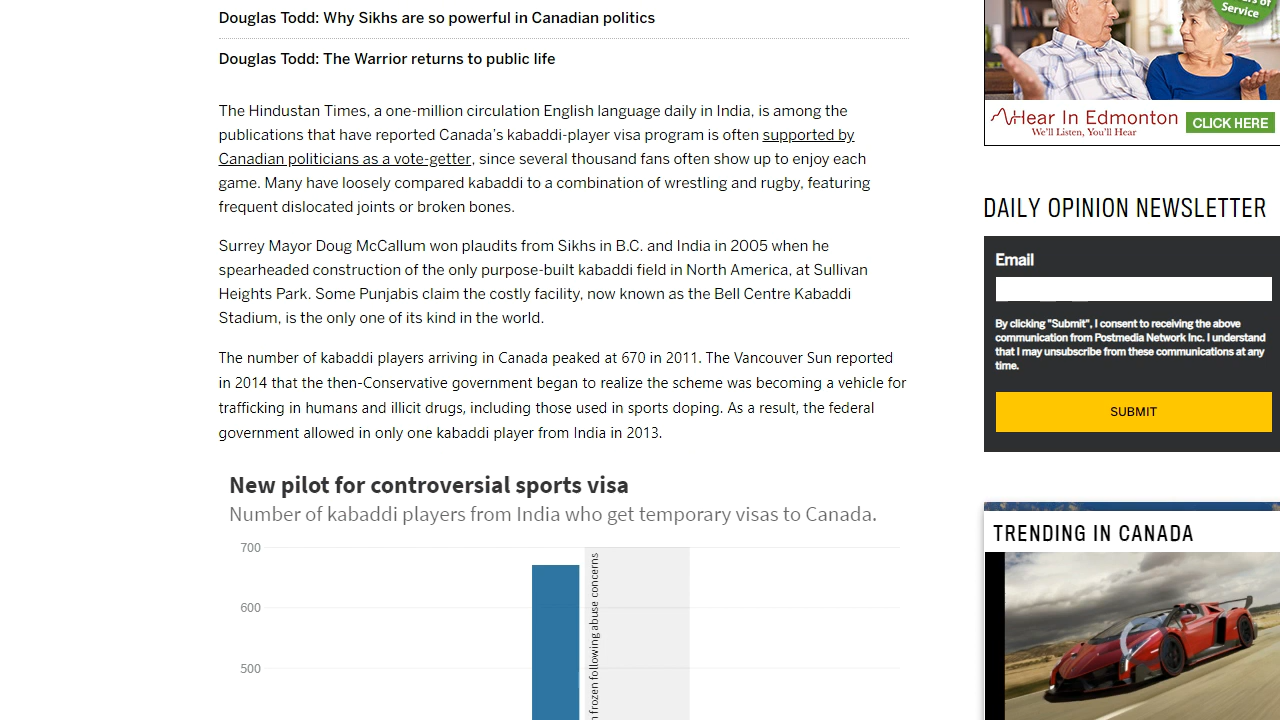 Douglas Todd: Why Sikhs are so powerful in Canadian politics
Douglas Todd: The Warrior returns to public life
The Hindustan Times, a one-million circulation English language daily in India, is among the
publications that have reported Canada's kabaddi-player visa program is often supported by
Canadian politicians as a vote-getter, since several thousand fans often show up to enjoy each
game. Many have loosely compared kabaddi to a combination of wrestling and rugby, featuring
frequent dislocated joints or broken bones.
Surrey Mayor Doug McCallum won plaudits from Sikhs in B.C. and India in 2005 when he
spearheaded construction of the only purpose-built kabaddi field in North America, at Sullivan
Heights Park. Some Punjabis claim the costly facility, now known as the Bell Centre Kabaddi
Stadium, is the only one of its kind in the world.
The number of kabaddi players arriving in Canada peaked at 670 in 2011. The Vancouver Sun reported
in 2014 that the then-Conservative government began to realize the scheme was becoming a vehicle for
trafficking in humans and illicit drugs, including those used in sports doping. As a result, the federal
government allowed in only one kabaddi player from India in 2013.
New pilot for controversial sports visa
Number of kabaddi players from India who get temporary visas to Canada.
700
600
500
frozen following abuse concerns
of
Service
Hear In Edmonton
We'll Listen, You'll Hear
CLICK HERE
DAILY OPINION NEWSLETTER
Email
By clicking "Submit", I consent to receiving the above
communication from Postmedia Network Inc. I understand
that I may unsubscribe from these communications at any
time.
SUBMIT
TRENDING IN CANADA